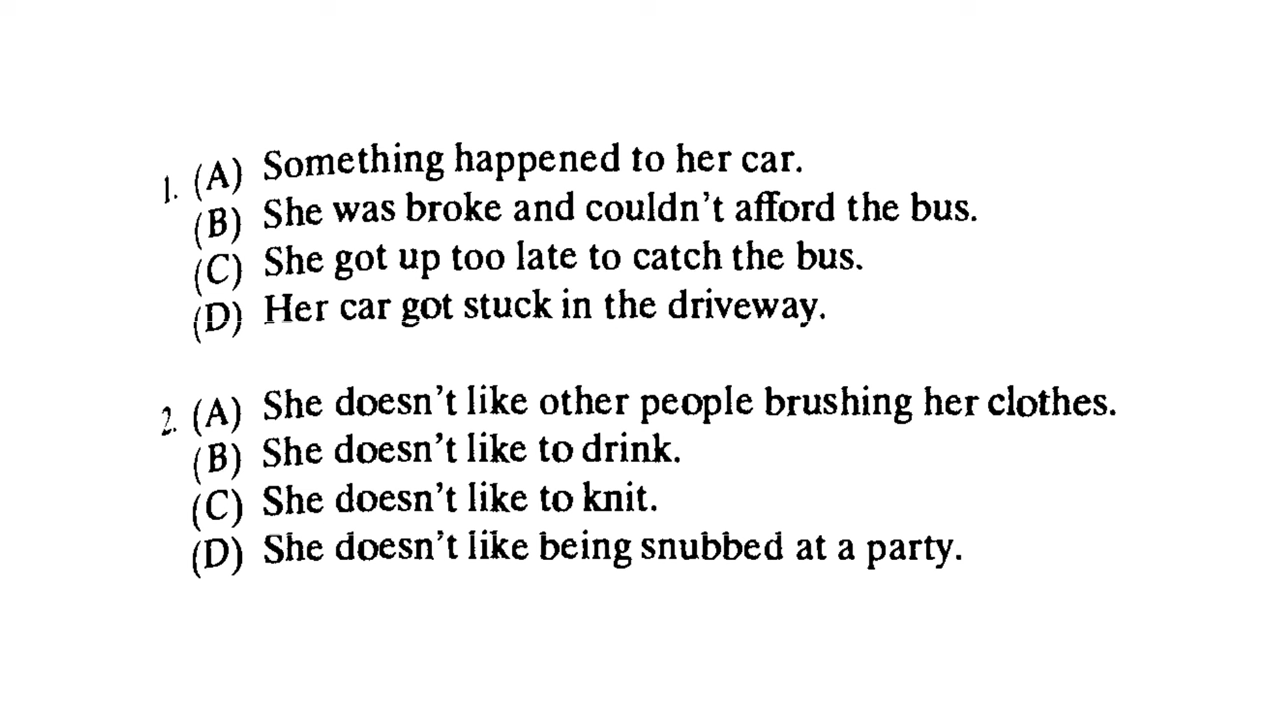 1. (A) Something happened to her car.
(B) She was broke and couldn't afford the bus.
(C) She got up too late to catch the bus.
(D) Her car got stuck in the driveway.
2. (A) She doesn't like other people brushing her clothes.
(B) She doesn't like to drink.
(C) She doesn't like to knit.
(D) She doesn't like being snubbed at a party.